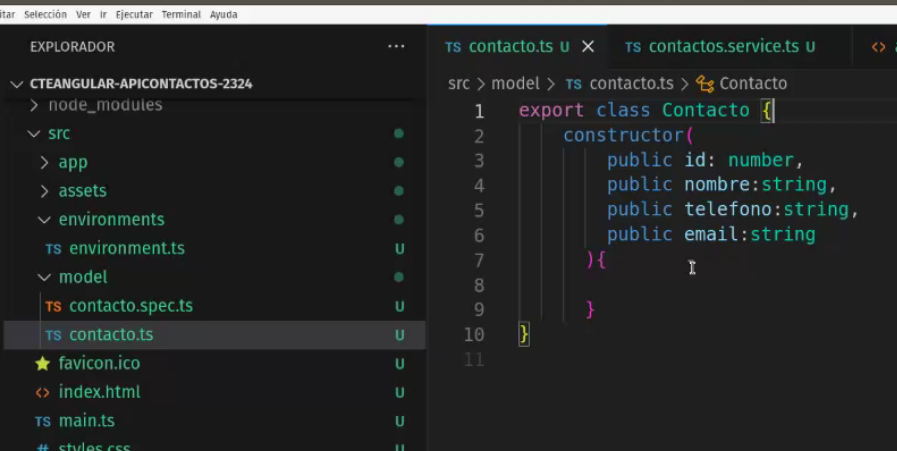 itar Selección Ver Ir Ejecutar Terminal Ayuda
EXPLORADOR ...
CTEANGULAR-APICONTACTOS-2324
node_modules
src
app
assets
environments
TS environment.ts U
model
TS contacto.spec.ts U
TS contacto.ts U
favicon.ico U
<> index.html U
TS main.ts U
# styles.css U
TS contacto.ts U × TS contactos.service.ts U <>
src > model > TS contacto.ts > Contacto
1 export class Contacto {
2 constructor(
3 public id: number,
4 public nombre:string,
5 public telefono:string,
6 public email:string
7 ){
8
9 }
10 }
11